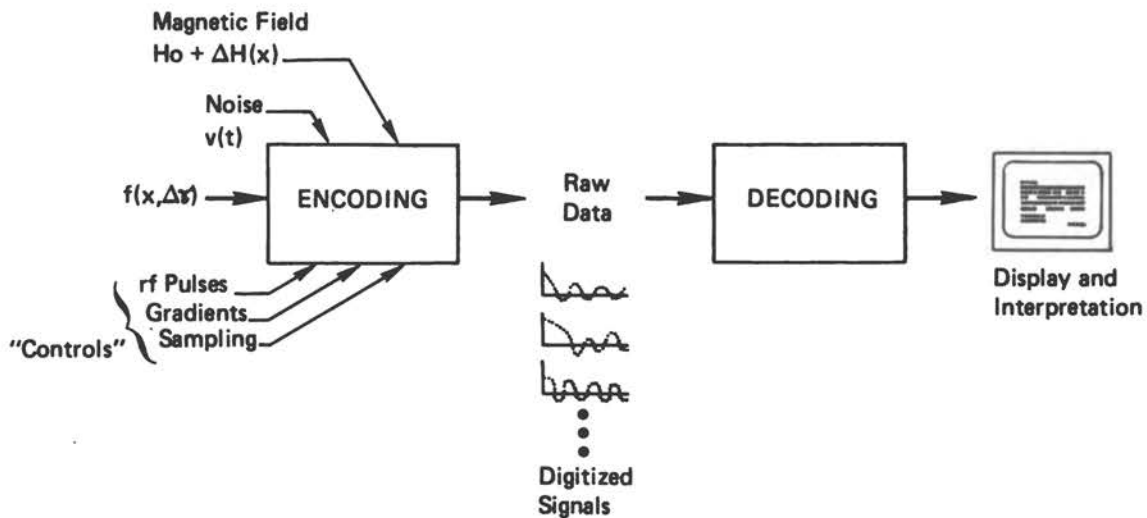 Magnetic Field
Ho + ΔH(x)
Noise
v(t)
f(x,Δγ)
ENCODING
Raw
Data
DECODING
rf Pulses
Gradients
Sampling
"Controls"
Display and
Interpretation
Digitized
Signals